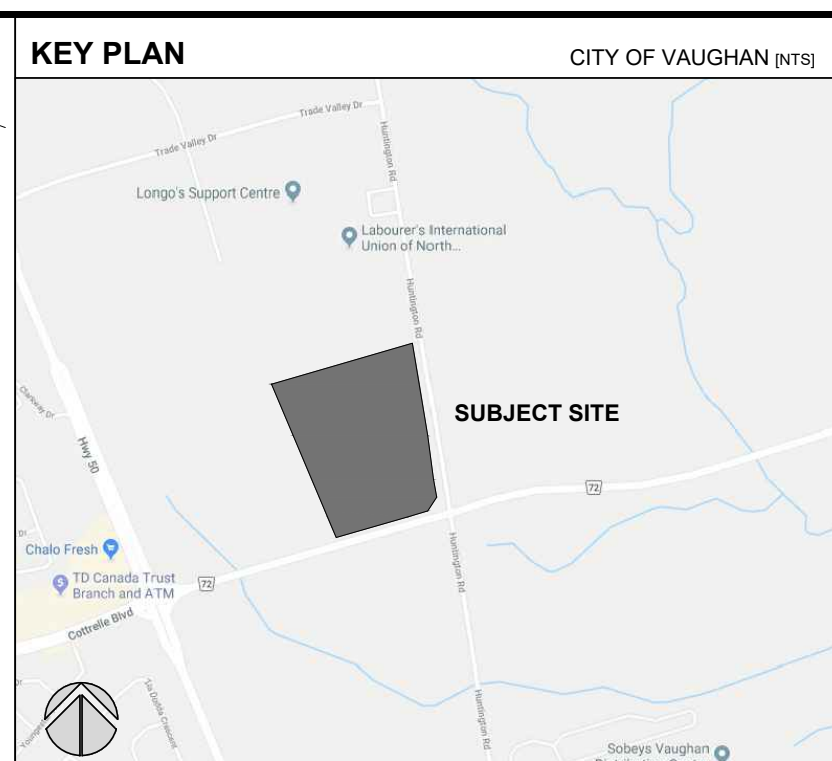 KEY PLAN
CITY OF VAUGHAN [NTS]
Trade Valley Dr
Trade Valley Dr
Huntington Rd
Longo's Support Centre
Labourer's International
Union of North...
Huntington Rd
SUBJECT SITE
Clarkway Dr
Hwy 50
72
Chalo Fresh
TD Canada Trust
Branch and ATM
72
Huntington Rd
Cottrelle Blvd
Huntington Rd
Sobeys Vaughan